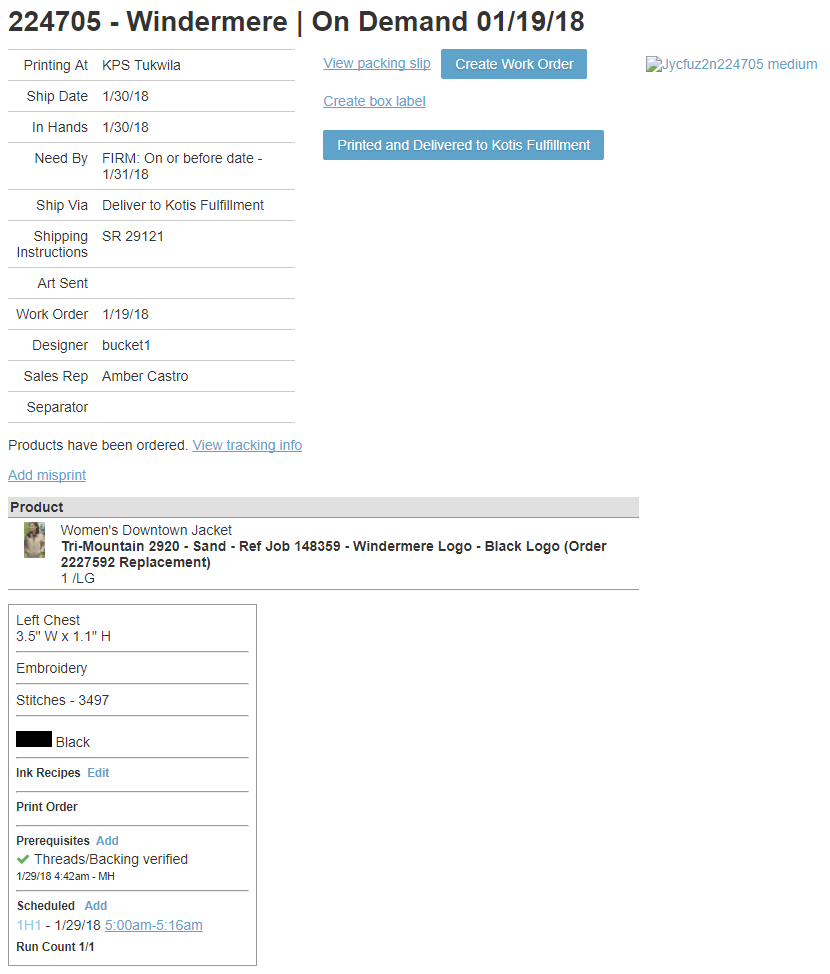 224705 - Windermere | On Demand 01/19/18
Printing At KPS Tukwila
Ship Date 1/30/18
In Hands 1/30/18
Need By FIRM: On or before date -
1/31/18
Ship Via Deliver to Kotis Fulfillment
Shipping SR 29121
Instructions
Art Sent
Work Order 1/19/18
Designer bucket1
Sales Rep Amber Castro
Separator
View packing slip Create Work Order
Create box label
Printed and Delivered to Kotis Fulfillment
Jycfuz2n224705 medium
Products have been ordered. View tracking info
Add misprint
Product
Women's Downtown Jacket
Tri-Mountain 2920 - Sand - Ref Job 148359 - Windermere Logo - Black Logo (Order
2227592 Replacement)
1 /LG
Left Chest
3.5" W x 1.1" H
Embroidery
Stitches - 3497
Black
Ink Recipes Edit
Print Order
Prerequisites Add
Threads/Backing verified
1/29/18 4:42am - MH
Scheduled Add
1H1 - 1/29/18 5:00am-5:16am
Run Count 1/1